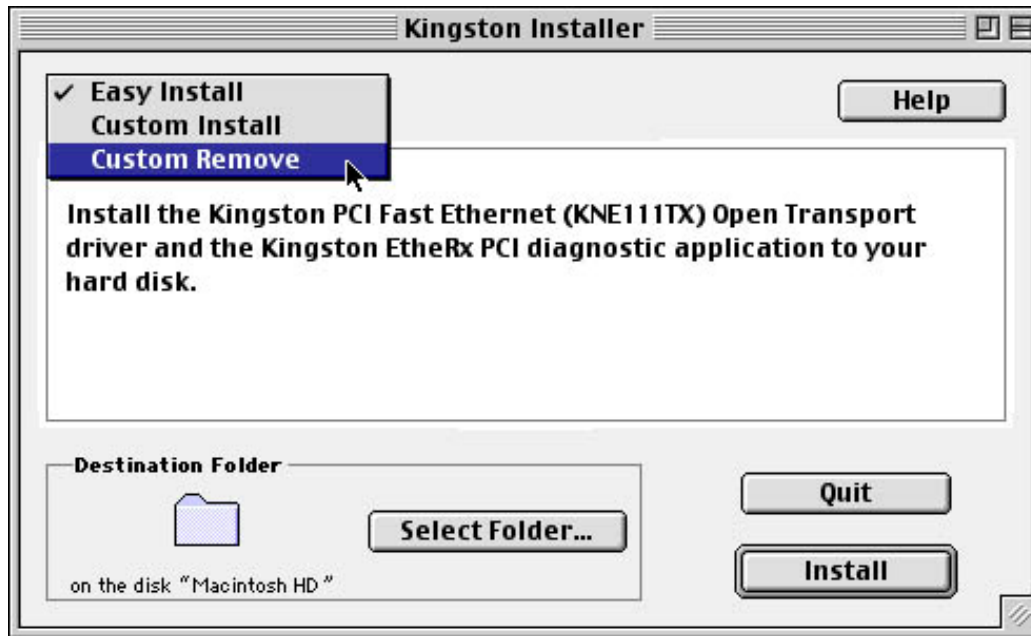 Kingston Installer
✓ Easy Install
Custom Install
Custom Remove
Help
Install the Kingston PCI Fast Ethernet (KNE111TX) Open Transport
driver and the Kingston EtheRx PCI diagnostic application to your
hard disk.
Destination Folder
Select Folder...
on the disk "Macintosh HD"
Quit
Install